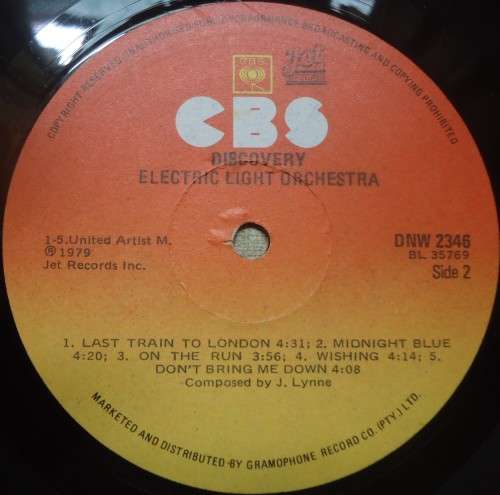 COPYRIGHT RESERVED UNAUTHORISED PUBLIC PERFORMANCE BROADCASTING AND COPYING PROHIBITED
CBS
Jet
RECORDS
CBS
DISCOVERY
ELECTRIC LIGHT ORCHESTRA
1-5.United Artist M.
℗ 1979
Jet Records Inc.
DNW 2346
BL 35769
Side 2
1. LAST TRAIN TO LONDON 4:31; 2. MIDNIGHT BLUE
4:20; 3. ON THE RUN 3:56; 4. WISHING 4:14; 5.
DON'T BRING ME DOWN 4:08
Composed by J. Lynne
MARKETED AND DISTRIBUTED BY GRAMOPHONE RECORD CO. (PTY) LTD.